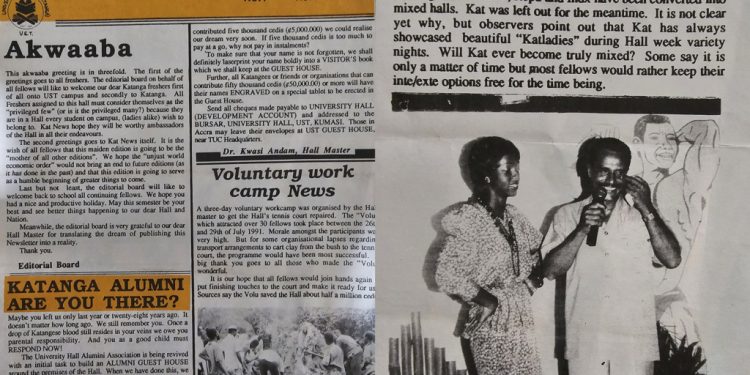 U.S.T.
Akwaaba
This akwaaba greeting is in threefold. The first of the
greetings goes to all freshers. The editorial board on behalf
of all fellows will like to welcome our dear Katanga freshers first
of all onto UST campus and secondly to Katanga. All
Freshers assigned to this hall must consider themselves as the
"privileged few" (or is it the privileged many?) because they
are in a Hall every student on campus, (ladies alike) wish to
belong to. Kat News hope they will be worthy ambassadors
of the Hall in all their endeavours.
The second greetings goes to Kat News itself. It is the
wish of all fellows that this maiden edition is going to be the
"mother of all other editions". We hope the "unjust world
economic order" would not bring an end to future editions (as
it has done in the past) and that this edition is going to serve
as a humble beginning of greater things to come.
Last but not least, the editorial board will like to
welcome back to school all continuing fellows. We hope you
had a nice and productive holiday. May this semester be your
best and see better things happening to our dear Hall and
Nation.
Meanwhile, the editorial board is very grateful to our dear
Hall Master for translating the dream of publishing this
Newsletter into a reality.
Thank you.
Editorial Board
KATANGA ALUMNI
ARE YOU THERE?
Maybe you left us only last year or twenty-eight years ago. It
doesn't matter how long ago. We still remember you. Once a
drop of Katangese blood still resides in your veins we owe you
parental responsibility. And you as a good child must
RESPOND NOW!
The University Hall Alumni Association is being revived
with an initial task to build an ALUMNI GUEST HOUSE
around the premises of the Hall. When we have done this, we
contributed five thousand cedis (¢5,000,000) we could realise
our dream very soon. If five thousand cedis is too much to
pay at a go, why not pay in instalments?
To make sure that your name is not forgotten, we shall
definitely laserprint your name boldly into a VISITOR's book
which we shall keep at the GUEST HOUSE.
Further, all Katangees or friends or organisations that can
contribute fifty thousand cedis (¢50,000) or more will have
their names ENGRAVED on a special tablet to be erected in
the Guest House.
Send all cheques made payable to UNIVERSITY HALL
(DEVELOPMENT ACCOUNT) and addressed to the
BURSAR, UNIVERSITY HALL, UST, KUMASI. Those in
Accra may leave their envelopes at UST GUEST HOUSE,
near TUC Headquarters.
Dr. Kwasi Andam, Hall Master
Voluntary work
camp News
A three-day voluntary workcamp was organised by the Hall
master to get the Hall's tennis court repaired. The "Volu
which attracted over 30 fellows took place between the 26
and 29th of July 1991. Morale amongst the participants w
very high. But for some organisational lapses regardin
transport arrangements to cart clay from the bush to the tenn
court, the programme would have been most successful.
big thank you goes to all those who made the "Volu
wonderful.
It is our hope that all fellows would join hands again
put finishing touches to the court and make it ready for us
Sources say the Volu saved the Hall about half a million ced
mixed halls. Kat was left out for the meantime. It is not clear
yet why, but observers point out that Kat has always
showcased beautiful "Katladies" during Hall week variety
nights. Will Kat ever become truly mixed? Some say it is
only a matter of time but most fellows would rather keep their
inte/exte options free for the time being.